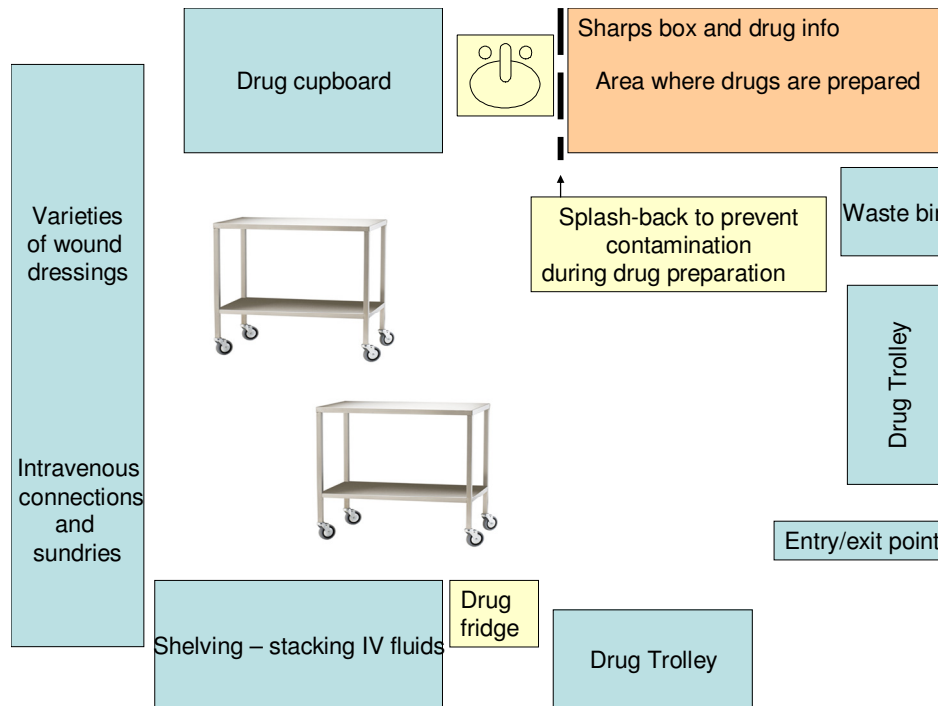 Sharps box and drug info
Drug cupboard
Area where drugs are prepared
Varieties
of wound
dressings
Splash-back to prevent
contamination
during drug preparation
Waste bin
Drug Trolley
Intravenous
connections
and
sundries
Entry/exit point
Drug
fridge
Shelving – stacking IV fluids
Drug Trolley